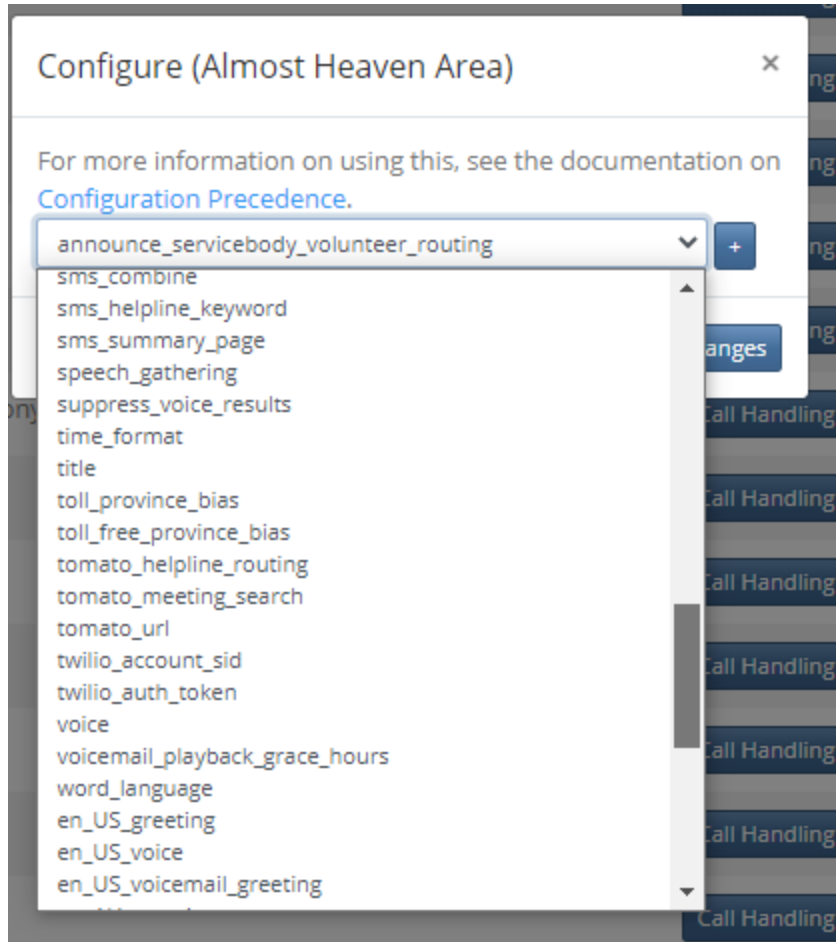 Configure (Almost Heaven Area)
×
For more information on using this, see the documentation on
Configuration Precedence.
announce_servicebody_volunteer_routing
+
sms_combine
sms_helpline_keyword
sms_summary_page
anges
speech_gathering
suppress_voice_results
Call Handling
time_format
title
toll_province_bias
Call Handling
toll_free_province_bias
tomato_helpline_routing
tomato_meeting_search
Call Handling
tomato_url
twilio_account_sid
Call Handling
twilio_auth_token
voice
voicemail_playback_grace_hours
Call Handling
word_language
en_US_greeting
Call Handling
en_US_voice
en_US_voicemail_greeting
Call Handling